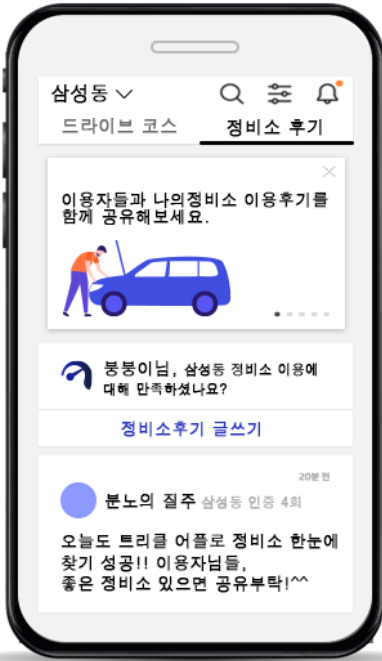 삼성동
드라이브 코스 정비소 후기
이용자들과 나의정비소 이용후기를
함께 공유해보세요.
붕붕이님, 삼성동 정비소 이용에
대해 만족하셨나요?
정비소후기 글쓰기
20분 전
분노의 질주 삼성동 인증 4회
오늘도 트리클 어플로 정비소 한눈에
찾기 성공!! 이용자님들,
좋은 정비소 있으면 공유부탁!^^